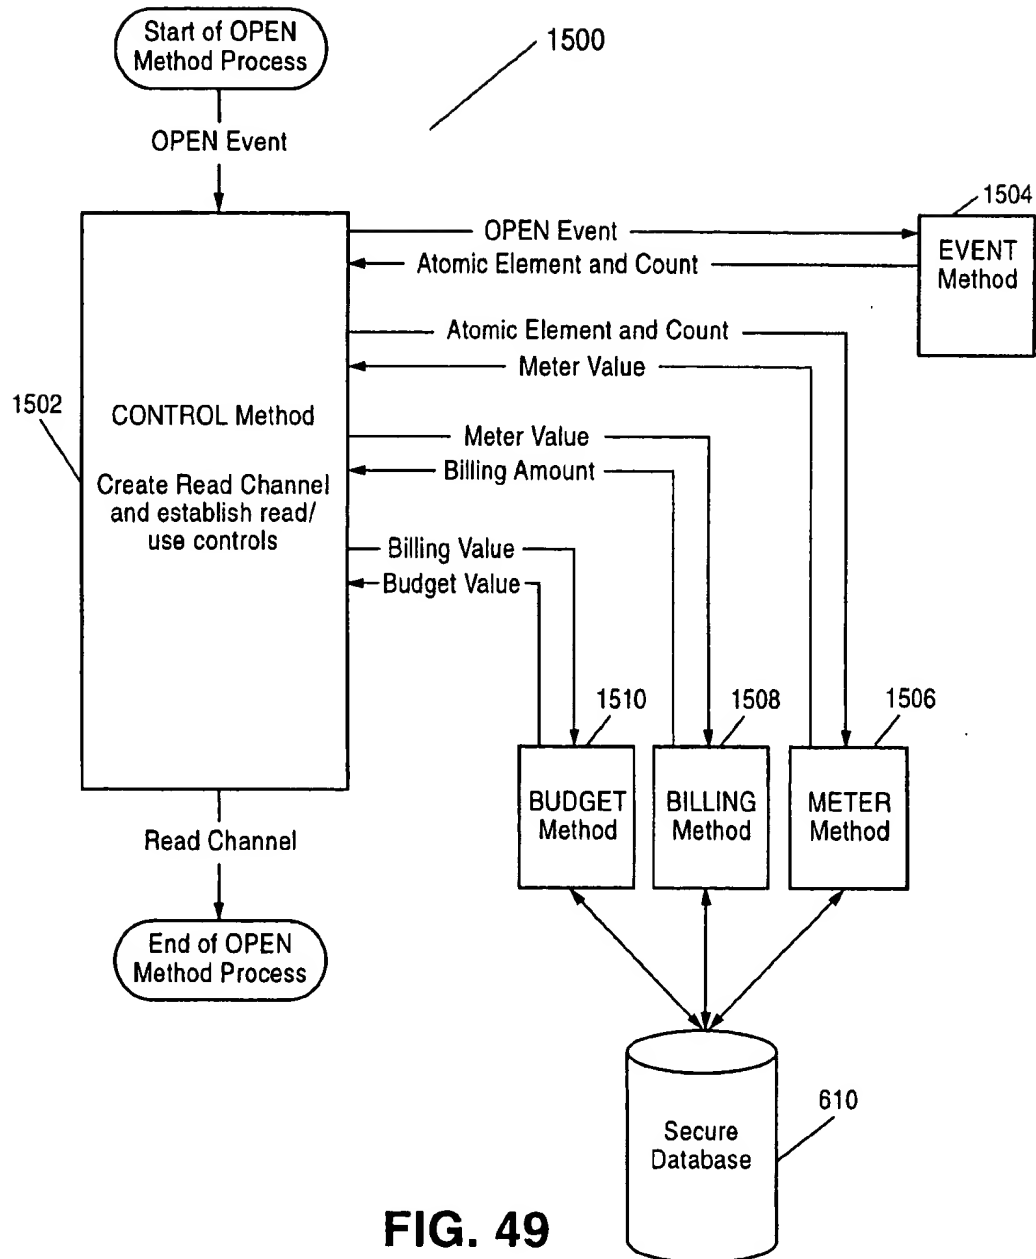 Start of OPEN
Method Process
1500
OPEN Event
1504
OPEN Event
EVENT
Method
Atomic Element and Count
Atomic Element and Count
Meter Value
1502
CONTROL Method
Create Read Channel
and establish read/
use controls
Meter Value
Billing Amount
Billing Value
Budget Value
1510
1508
1506
BUDGET
Method
BILLING
Method
METER
Method
Read Channel
End of OPEN
Method Process
Secure
Database
610
FIG. 49